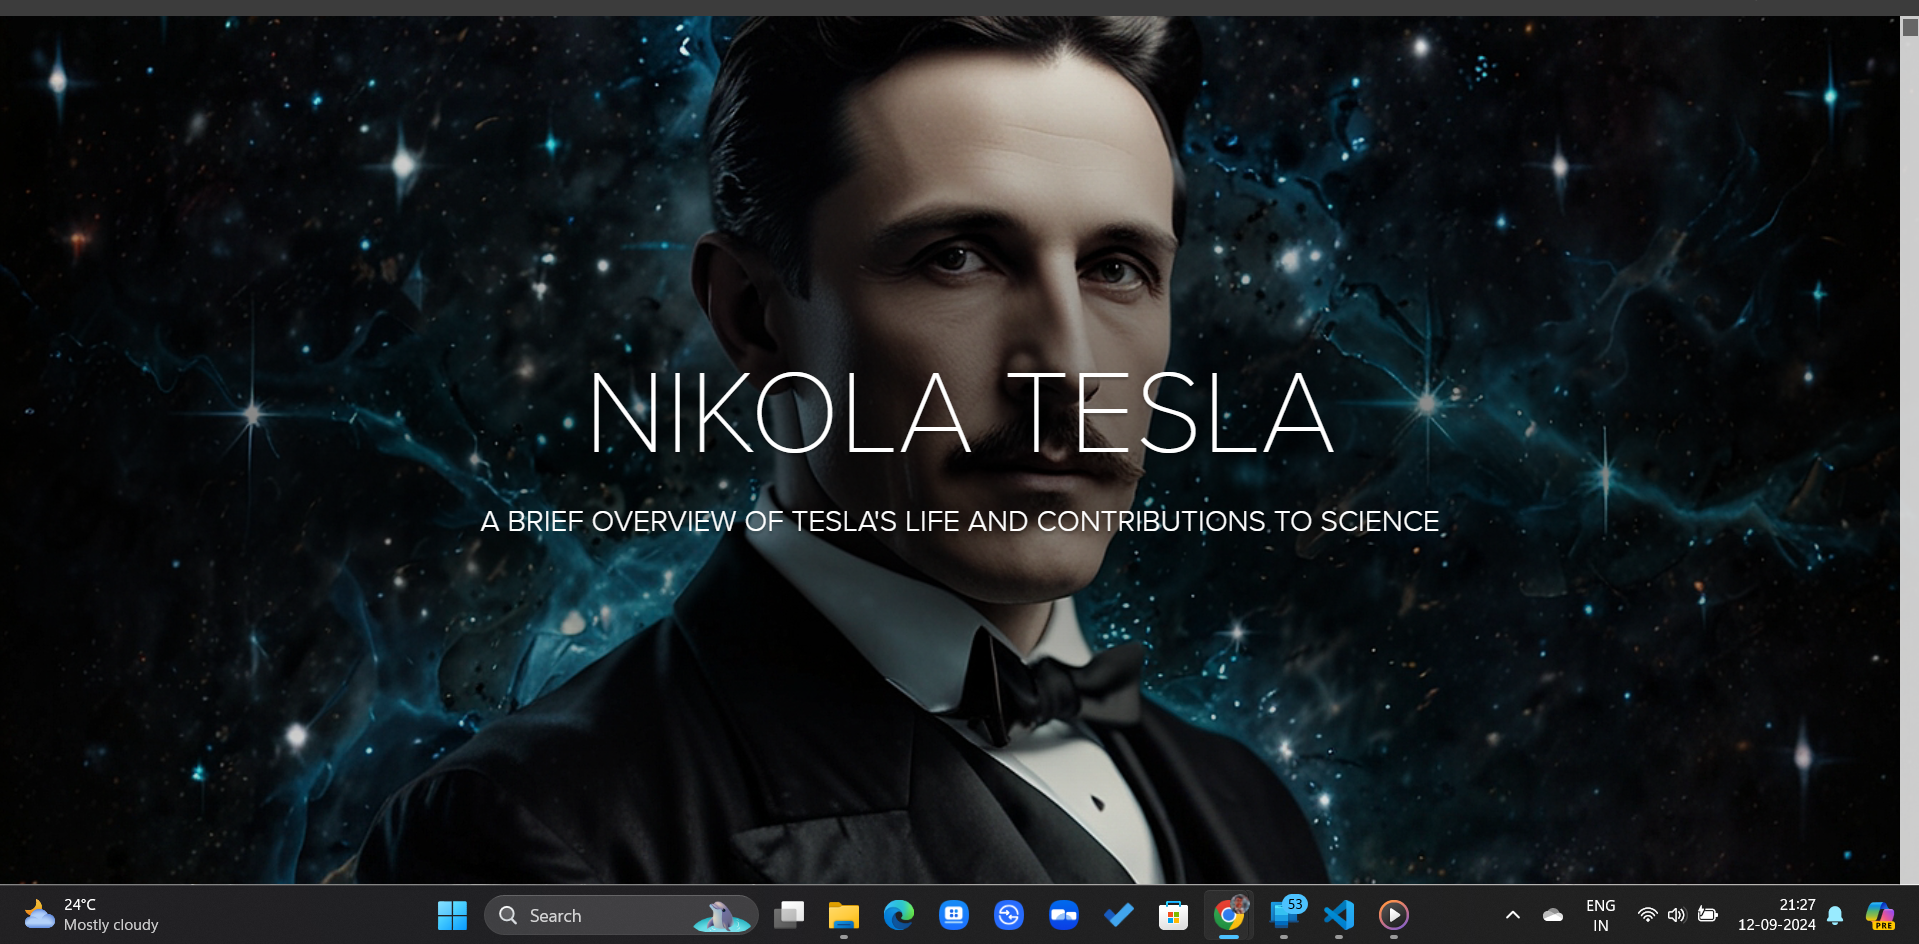 NIKOLA TESLA
A BRIEF OVERVIEW OF TESLA'S LIFE AND CONTRIBUTIONS TO SCIENCE
24°C
Mostly cloudy
Search
53
ENG
IN
21:27
12-09-2024
PRE